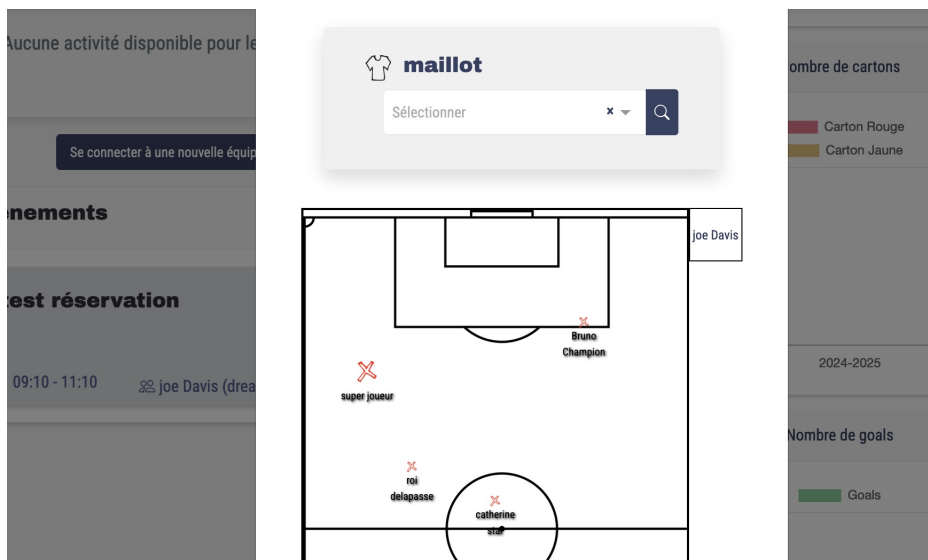 Aucune activité disponible pour le
Se connecter à une nouvelle équip
nements
est réservation
09:10 - 11:10
joe Davis (drea
maillot
Sélectionner
joe Davis
Bruno
Champion
super joueur
roi
delapasse
catherine
star
ombre de cartons
Carton Rouge
Carton Jaune
2024-2025
Nombre de goals
Goals